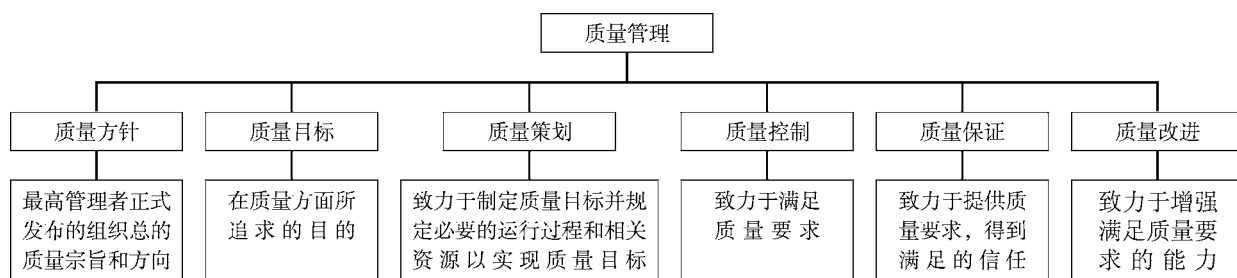 质量管理
质量方针
质量目标
质量策划
质量控制
质量保证
质量改进
最高管理者正式
发布的组织总的
质量宗旨和方向
在质量方面所
追求的目的
致力于制定质量目标并规
定必要的运行过程和相关
资源以实现质量目标
致力于满足
质量要求
致力于提供质
量要求，得到
满足的信任
致力于增强
满足质量要
求的能力